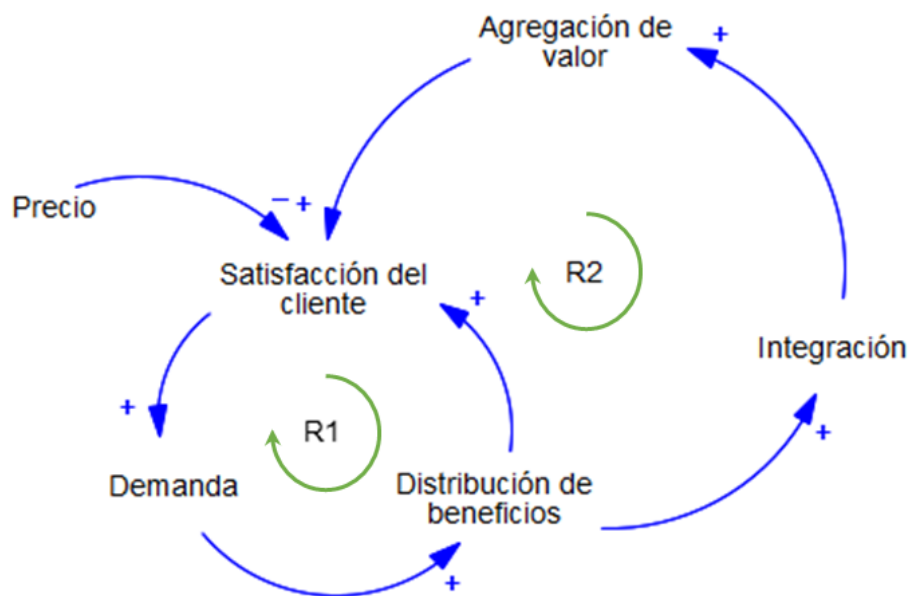 Agregación de
valor
+
Precio
− +
Satisfacción del
cliente
R2
+
Integración
+
R1
+
Demanda
Distribución de
beneficios
+